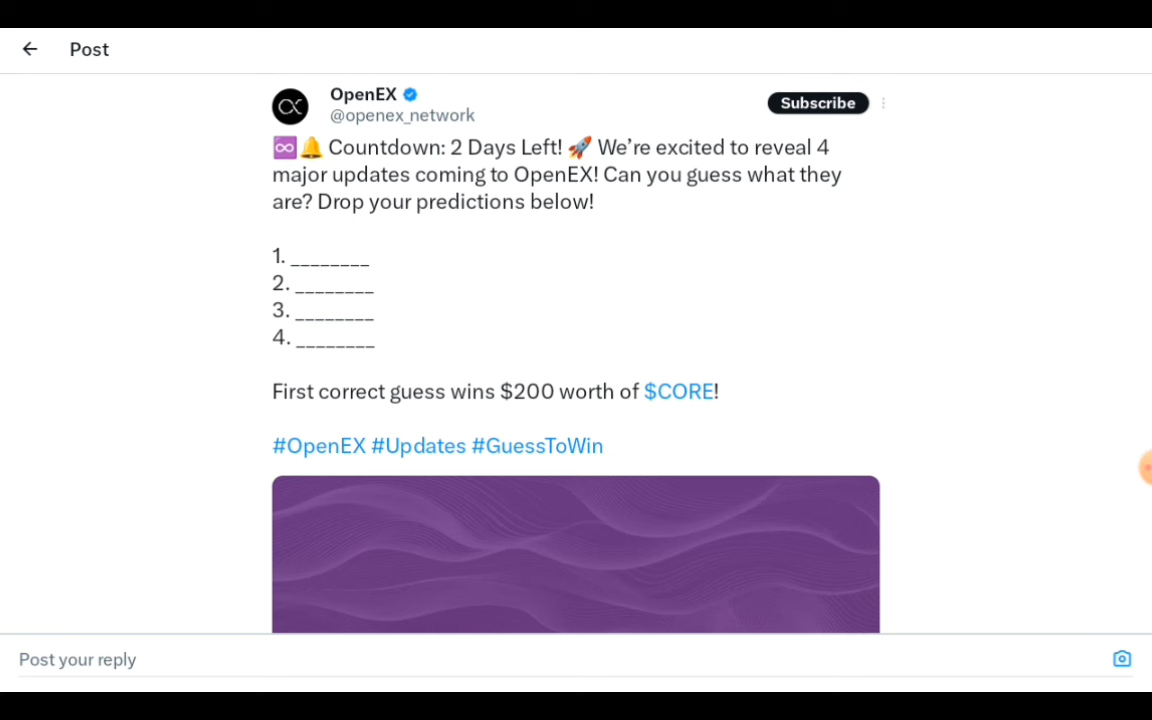 Post
OpenEX
@openex_network
Subscribe
♾️🔔 Countdown: 2 Days Left! 🚀 We’re excited to reveal 4
major updates coming to OpenEX! Can you guess what they
are? Drop your predictions below!
1. ________
2. ________
3. ________
4. ________
First correct guess wins $200 worth of $CORE!
#OpenEX #Updates #GuessToWin
Post your reply